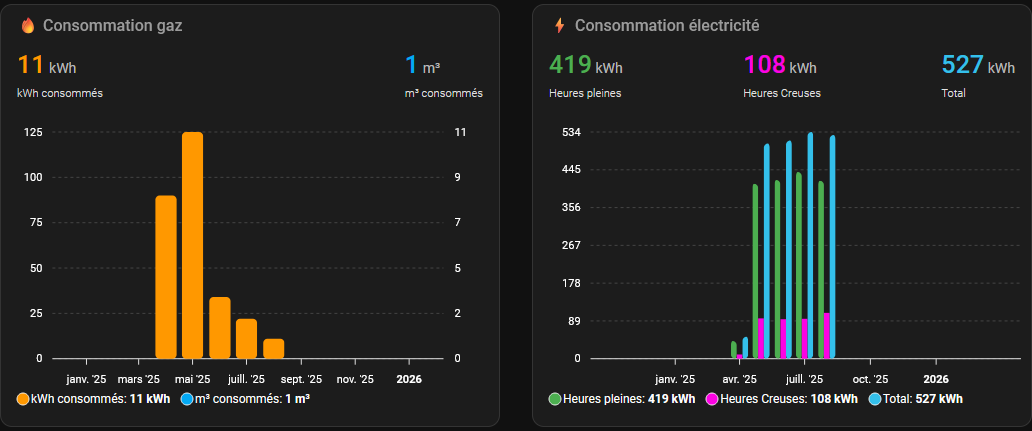 Consommation gaz
11 kWh
kWh consommés
1 m³
m³ consommés
125
100
75
50
25
0
11
9
7
5
2
0
janv. '25 mars '25 mai '25 juill. '25 sept. '25 nov. '25 2026
kWh consommés: 11 kWh m³ consommés: 1 m³
Consommation électricité
419 kWh
Heures pleines
108 kWh
Heures Creuses
527 kWh
Total
534
445
356
267
178
89
0
janv. '25 avr. '25 juill. '25 oct. '25 2026
Heures pleines: 419 kWh Heures Creuses: 108 kWh Total: 527 kWh